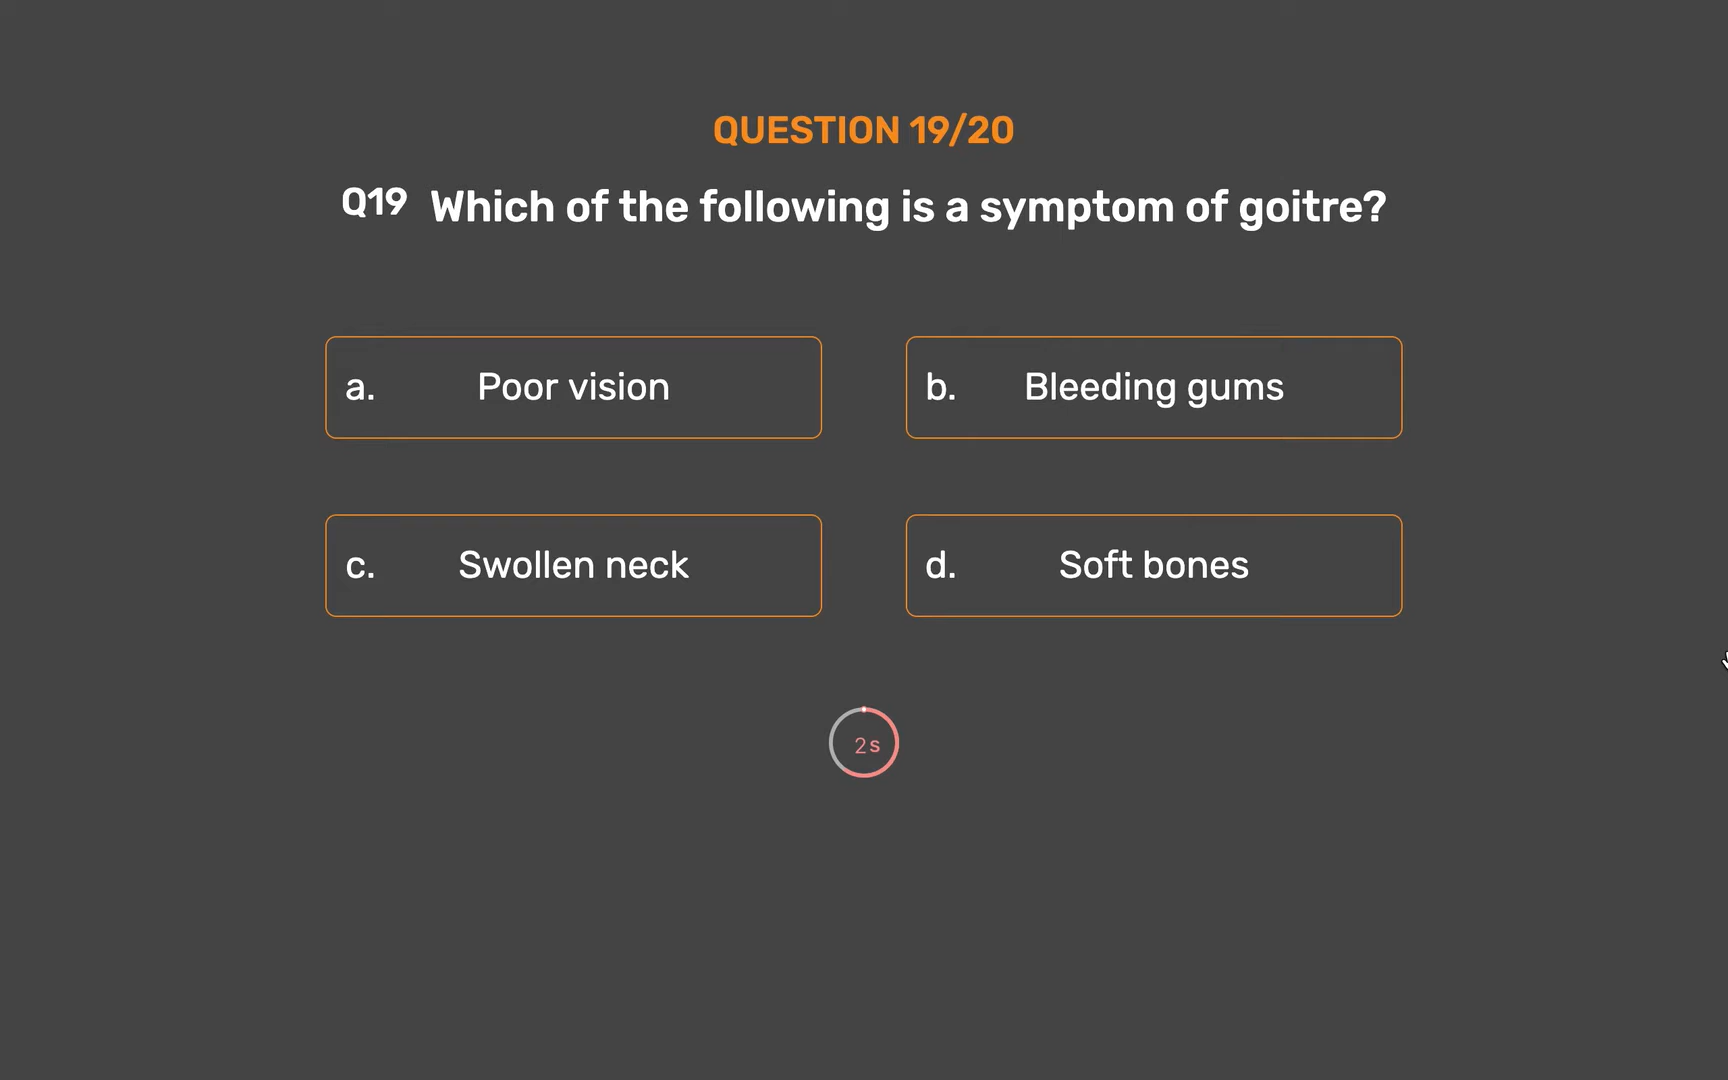 QUESTION 19/20
Q19 Which of the following is a symptom of goitre?
a. Poor vision
b. Bleeding gums
c. Swollen neck
d. Soft bones
2s